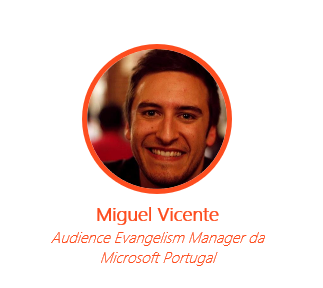 Miguel Vicente
Audience Evangelism Manager da
Microsoft Portugal